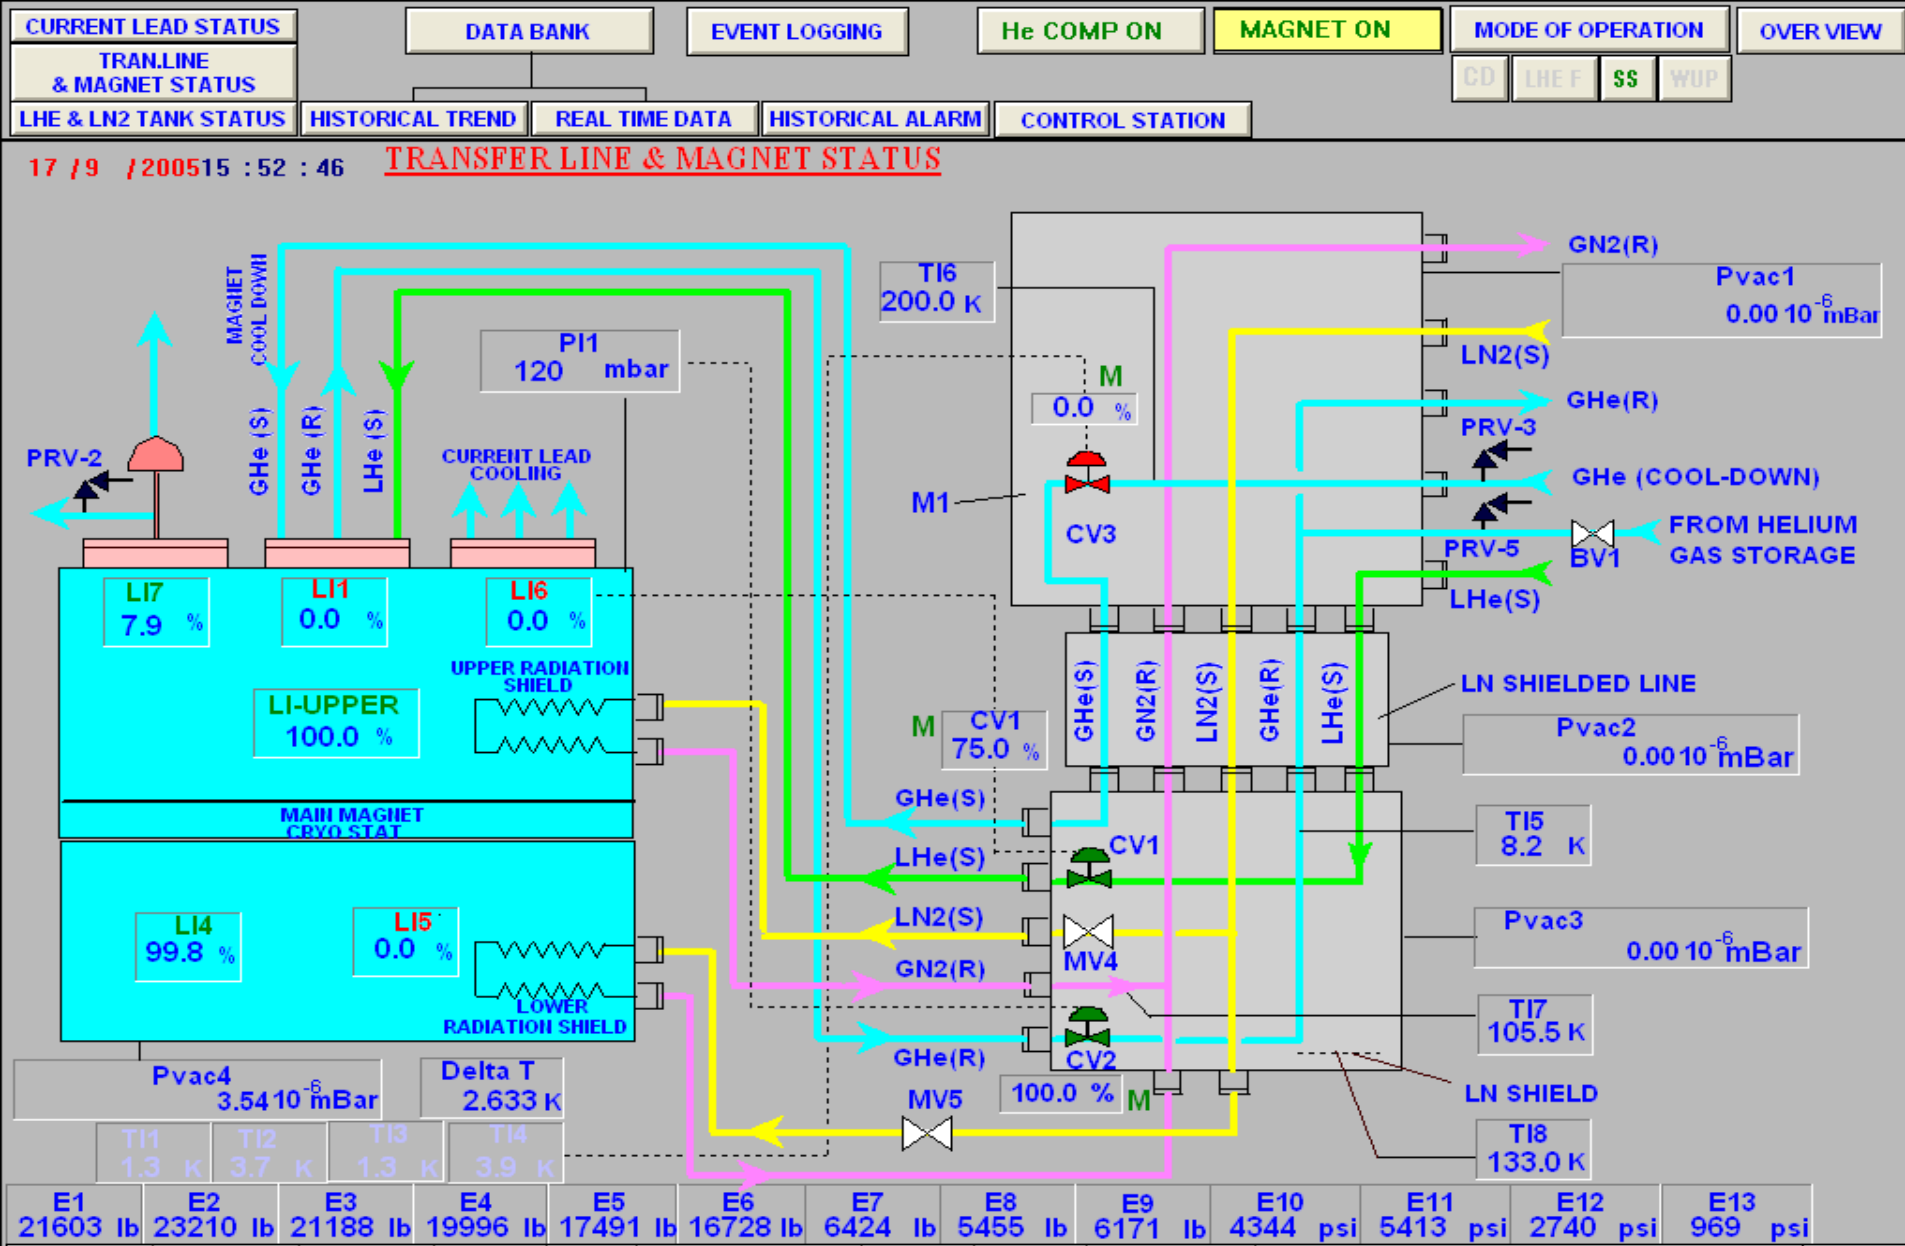 CURRENT LEAD STATUS
DATA BANK
EVENT LOGGING
He COMP ON
MAGNET ON
MODE OF OPERATION
OVER VIEW
TRAN.LINE
& MAGNET STATUS
CD
LHE F
SS
WUP
LHE & LN2 TANK STATUS
HISTORICAL TREND
REAL TIME DATA
HISTORICAL ALARM
CONTROL STATION
17 / 9 / 2005 15 : 52 : 46
TRANSFER LINE & MAGNET STATUS
MAGNET
COOL DOWN
GHe (S)
GHe (R)
LHe (S)
PRV-2
PI1
120 mbar
CURRENT LEAD
COOLING
TI6
200.0 K
M
0.0 %
CV3
M1
GN2(R)
Pvac1
0.00 10-6 mBar
LN2(S)
GHe(R)
PRV-3
GHe (COOL-DOWN)
PRV-5
BV1
FROM HELIUM
GAS STORAGE
LHe(S)
LI7
7.9 %
LI1
0.0 %
LI6
0.0 %
UPPER RADIATION
SHIELD
LI-UPPER
100.0 %
MAIN MAGNET
CRYO STAT
LI4
99.8 %
LI5
0.0 %
LOWER
RADIATION SHIELD
M
CV1
75.0 %
GHe(S)
GN2(R)
LN2(S)
GHe(R)
LHe(S)
LN SHIELDED LINE
Pvac2
0.00 10-6 mBar
GHe(S)
LHe(S)
LN2(S)
GN2(R)
GHe(R)
CV1
MV4
CV2
100.0 %
M
MV5
TI5
8.2 K
Pvac3
0.00 10-6 mBar
TI7
105.5 K
LN SHIELD
TI8
133.0 K
Pvac4
3.54 10-6 mBar
Delta T
2.633 K
TI1
1.3 K
TI2
3.7 K
TI3
1.3 K
TI4
3.9 K
E1
21603 lb
E2
23210 lb
E3
21188 lb
E4
19996 lb
E5
17491 lb
E6
16728 lb
E7
6424 lb
E8
5455 lb
E9
6171 lb
E10
4344 psi
E11
5413 psi
E12
2740 psi
E13
969 psi